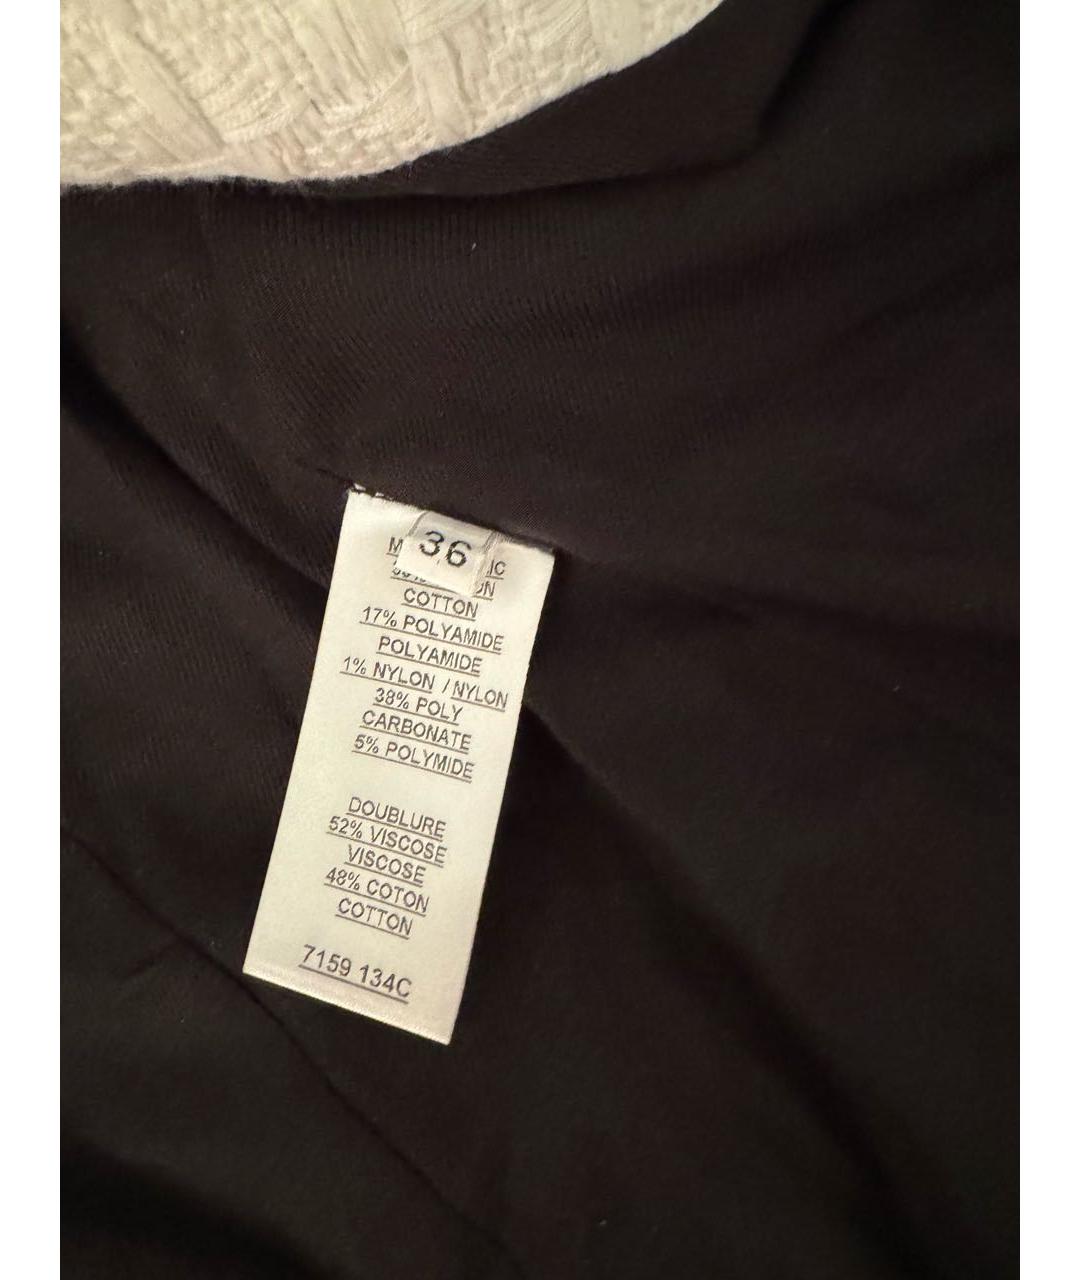 36
COTTON
17% POLYAMIDE
POLYAMIDE
1% NYLON / NYLON
38% POLY
CARBONATE
5% POLYMIDE
DOUBLURE
52% VISCOSE
VISCOSE
48% COTON
COTTON
7159 134C